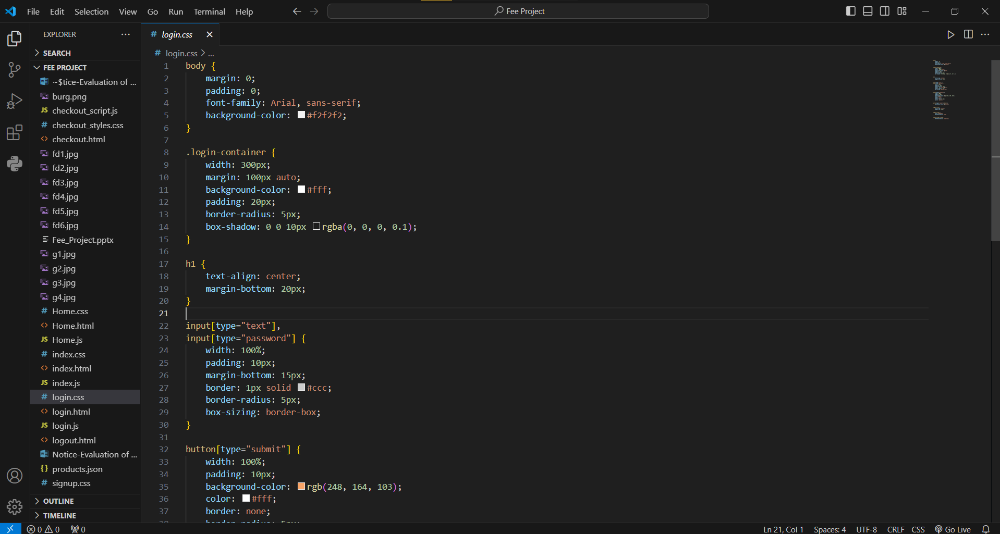 File Edit Selection View Go Run Terminal Help
Fee Project
EXPLORER
SEARCH
FEE PROJECT
~$tice-Evaluation of ...
burg.png
JS checkout_script.js
# checkout_styles.css
<> checkout.html
fd1.jpg
fd2.jpg
fd3.jpg
fd4.jpg
fd5.jpg
fd6.jpg
Fee_Project.pptx
g1.jpg
g2.jpg
g3.jpg
g4.jpg
# Home.css
<> Home.html
JS Home.js
# index.css
<> index.html
JS index.js
# login.css
<> login.html
JS login.js
<> logout.html
Notice-Evaluation of ...
{} products.json
# signup.css
OUTLINE
TIMELINE
# login.css
# login.css > ...
1 body {
2 margin: 0;
3 padding: 0;
4 font-family: Arial, sans-serif;
5 background-color: #f2f2f2;
6 }
7
8 .login-container {
9 width: 300px;
10 margin: 100px auto;
11 background-color: #fff;
12 padding: 20px;
13 border-radius: 5px;
14 box-shadow: 0 0 10px rgba(0, 0, 0, 0.1);
15 }
16
17 h1 {
18 text-align: center;
19 margin-bottom: 20px;
20 }
21
22 input[type="text"],
23 input[type="password"] {
24 width: 100%;
25 padding: 10px;
26 margin-bottom: 15px;
27 border: 1px solid #ccc;
28 border-radius: 5px;
29 box-sizing: border-box;
30 }
31
32 button[type="submit"] {
33 width: 100%;
34 padding: 10px;
35 background-color: rgb(248, 164, 103);
36 color: #fff;
37 border: none;
0 0 0 Ln 21, Col 1 Spaces: 4 UTF-8 CRLF CSS Go Live